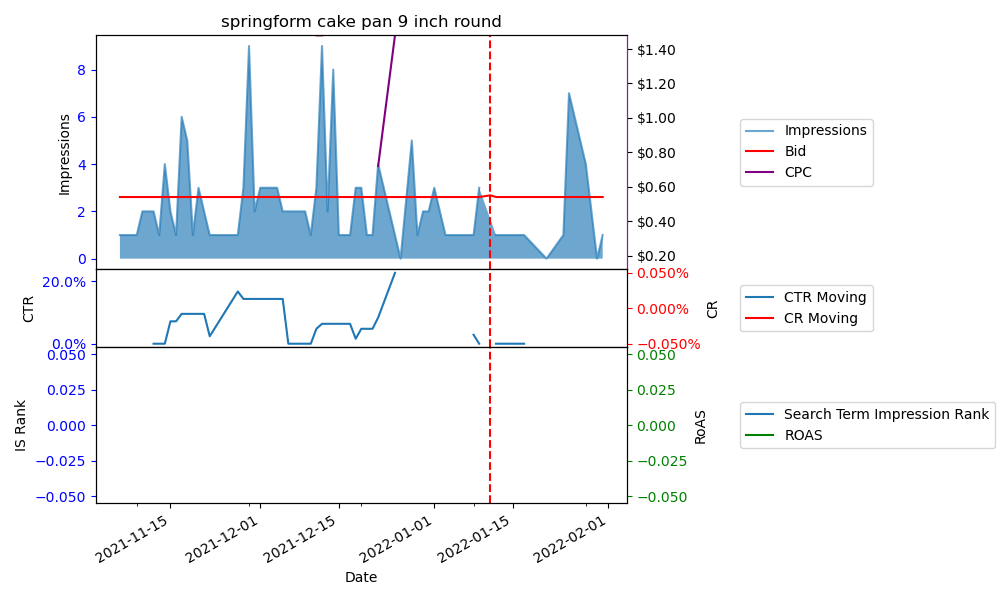 springform cake pan 9 inch round
Impressions
8
6
4
2
0
$1.40
$1.20
$1.00
$0.80
$0.60
$0.40
$0.20
Impressions
Bid
CPC
CTR
20.0%
0.0%
0.050%
0.000%
−0.050%
CR
CTR Moving
CR Moving
IS Rank
0.050
0.025
0.000
−0.025
−0.050
0.050
0.025
0.000
−0.025
−0.050
RoAS
Search Term Impression Rank
ROAS
2021-11-15
2021-12-01
2021-12-15
2022-01-01
2022-01-15
2022-02-01
Date